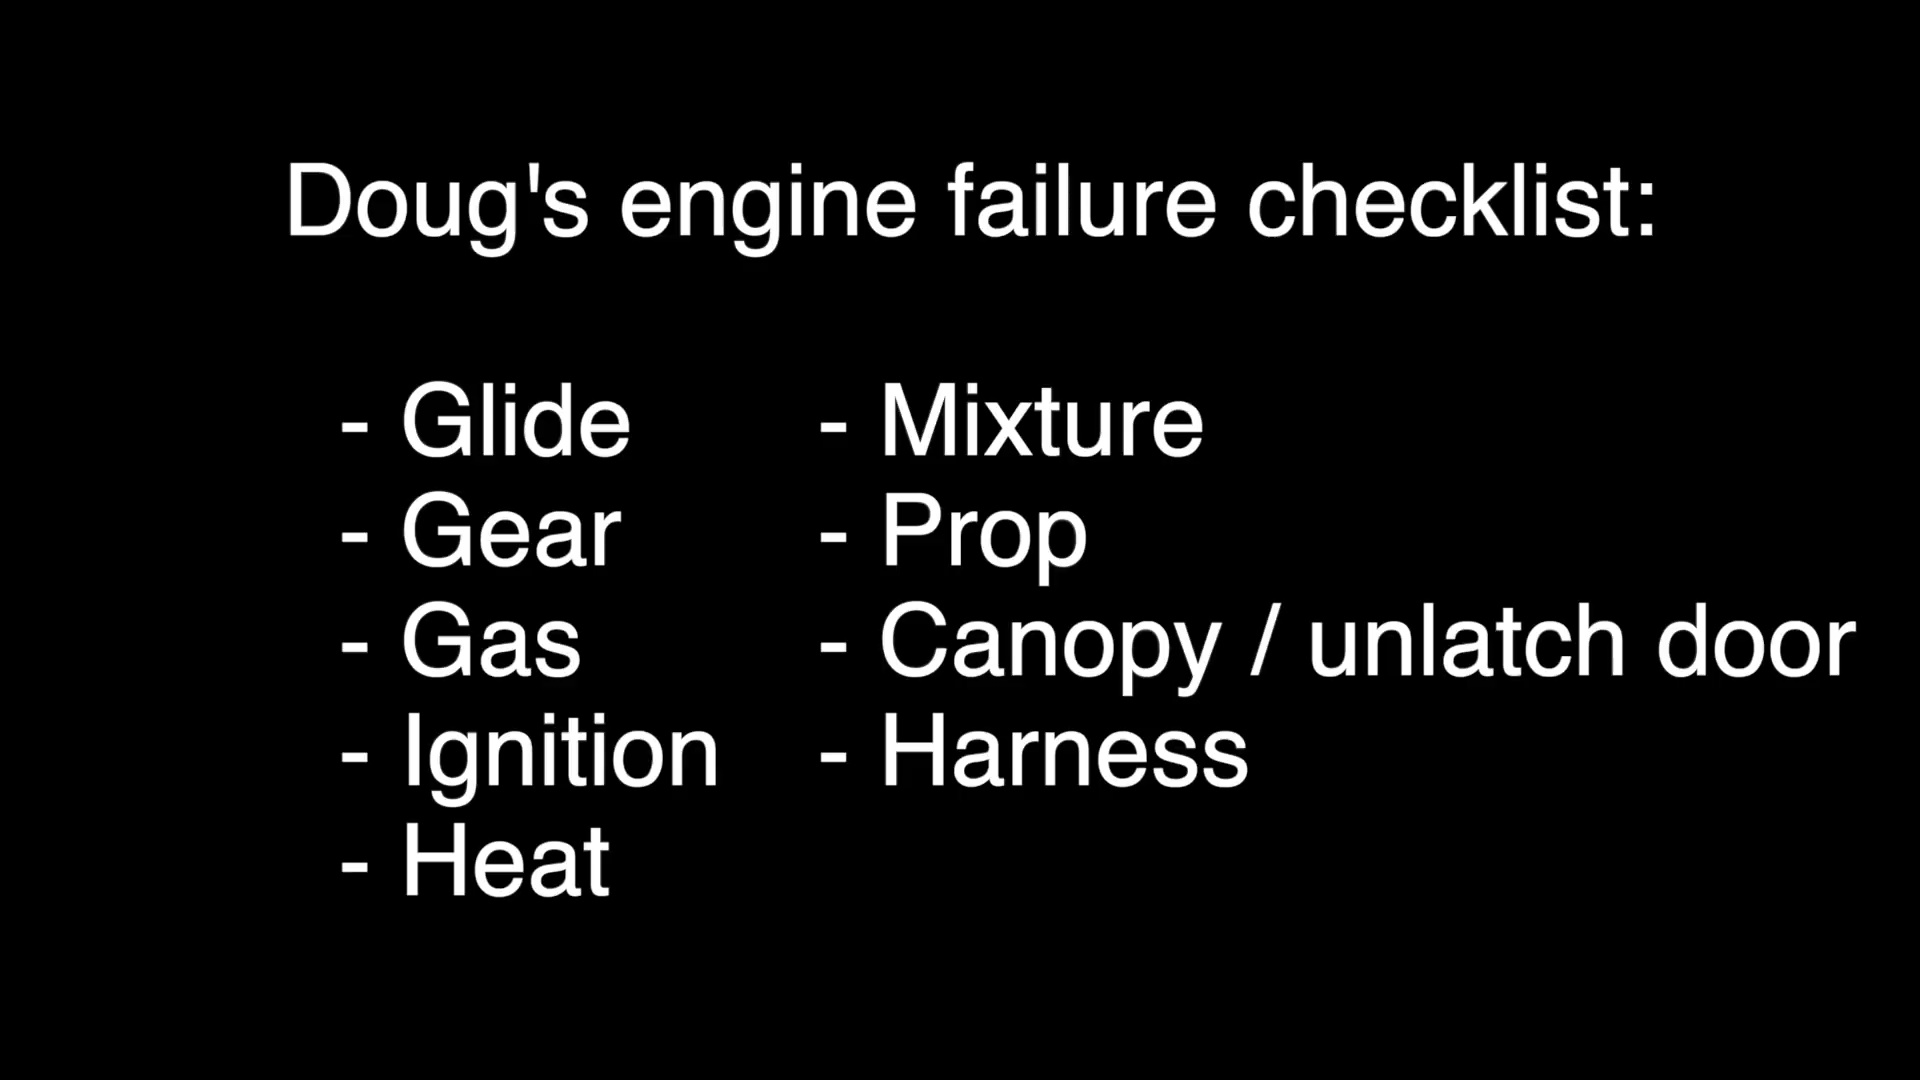 Doug's engine failure checklist:
- Glide
- Gear
- Gas
- Ignition
- Heat
- Mixture
- Prop
- Canopy / unlatch door
- Harness